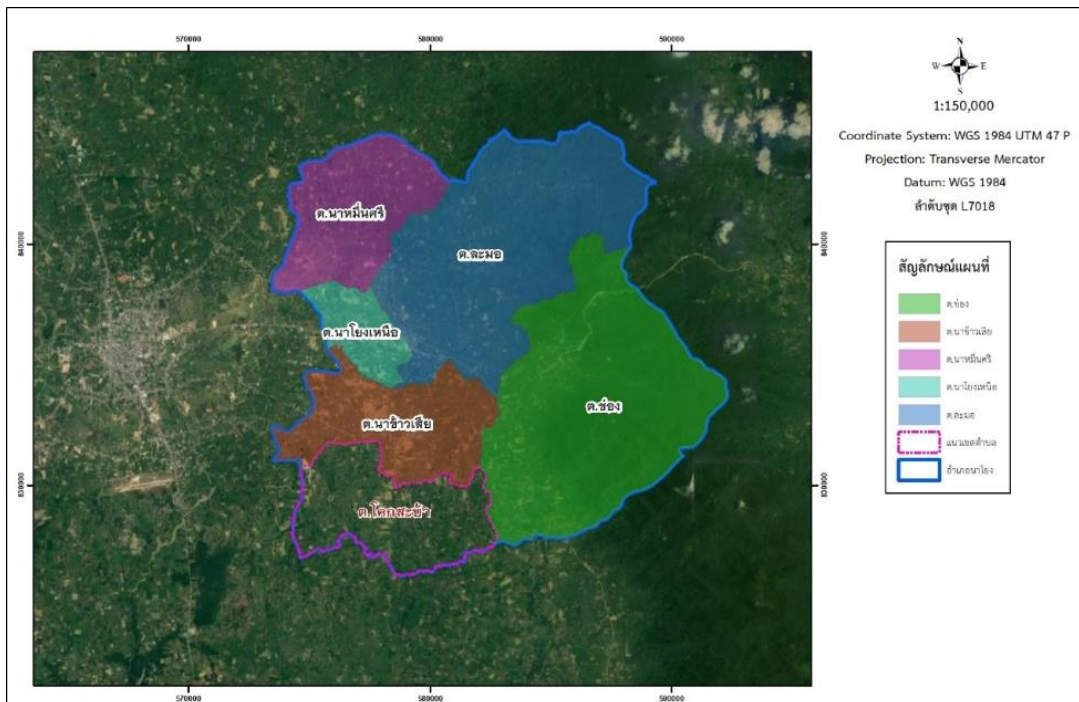 570000
580000
590000
N
W
E
S
1:150,000
Coordinate System: WGS 1984 UTM 47 P
Projection: Transverse Mercator
Datum: WGS 1984
ลำดับชุด L7018
840000
840000
830000
830000
ต.นาหมื่นศรี
ต.ละมอ
ต.นาโยงเหนือ
ต.ช่อง
ต.นาข้าวเสีย
ต.โคกสะบ้า
สัญลักษณ์แผนที่
ต.ช่อง
ต.นาข้าวเสีย
ต.นาหมื่นศรี
ต.นาโยงเหนือ
ต.ละมอ
แนวเขตตำบล
อำเภอนาโยง
570000
580000
590000